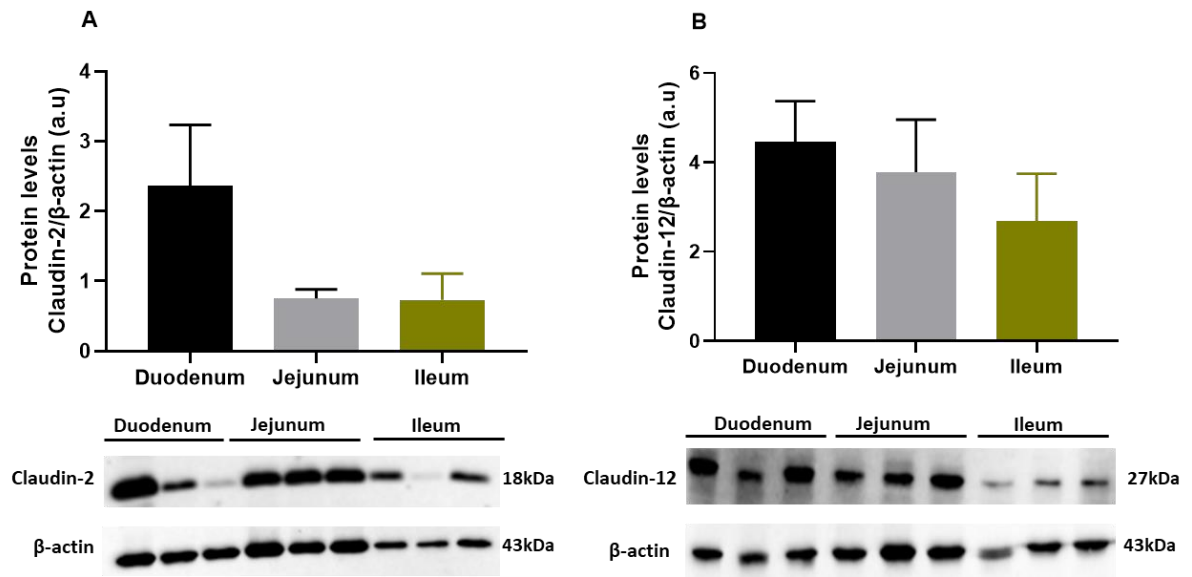 A
Protein levels
Claudin-2/β-actin (a.u)
4
3
2
1
0
Duodenum Jejunum Ileum
Duodenum Jejunum Ileum
Claudin-2 18kDa
β-actin 43kDa
B
Protein levels
Claudin-12/β-actin (a.u)
6
4
2
0
Duodenum Jejunum Ileum
Duodenum Jejunum Ileum
Claudin-12 27kDa
β-actin 43kDa